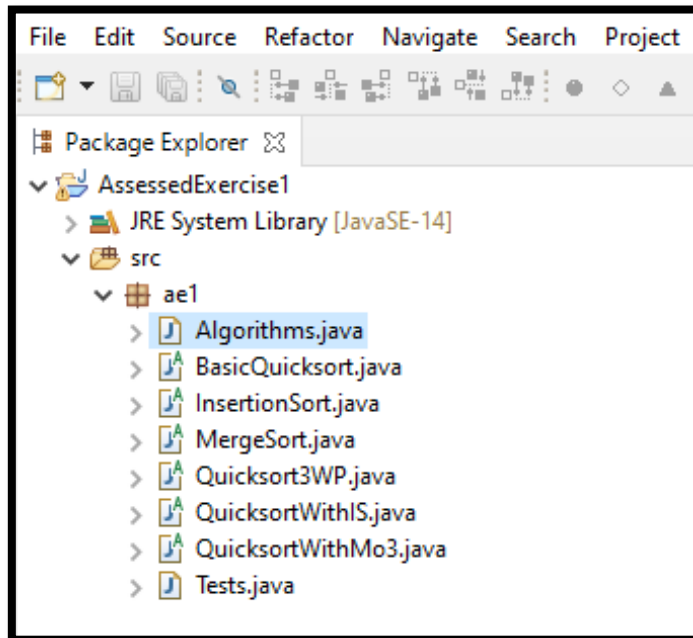 File Edit Source Refactor Navigate Search Project
Package Explorer
AssessedExercise1
JRE System Library [JavaSE-14]
src
ae1
Algorithms.java
BasicQuicksort.java
InsertionSort.java
MergeSort.java
Quicksort3WP.java
QuicksortWithIS.java
QuicksortWithMo3.java
Tests.java